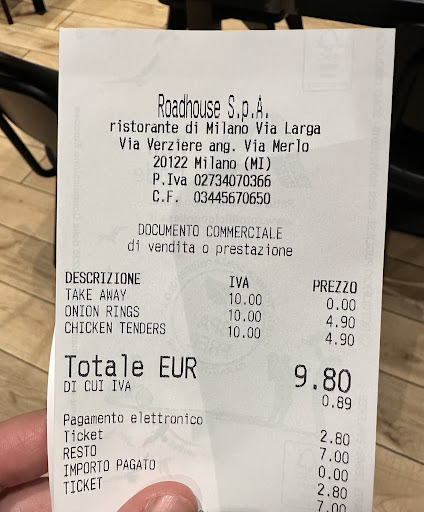 Roadhouse S.p.A.
ristorante di Milano Via Larga
Via Verziere ang. Via Merlo
20122 Milano (MI)
P.Iva 02734070366
C.F. 03445670650
DOCUMENTO COMMERCIALE
di vendita o prestazione
DESCRIZIONE IVA PREZZO
TAKE AWAY 10.00 0.00
ONION RINGS 10.00 4.90
CHICKEN TENDERS 10.00 4.90
Totale EUR 9.80
DI CUI IVA 0.89
Pagamento elettronico 2.80
Ticket 7.00
RESTO 0.00
IMPORTO PAGATO 2.80
TICKET 7.00